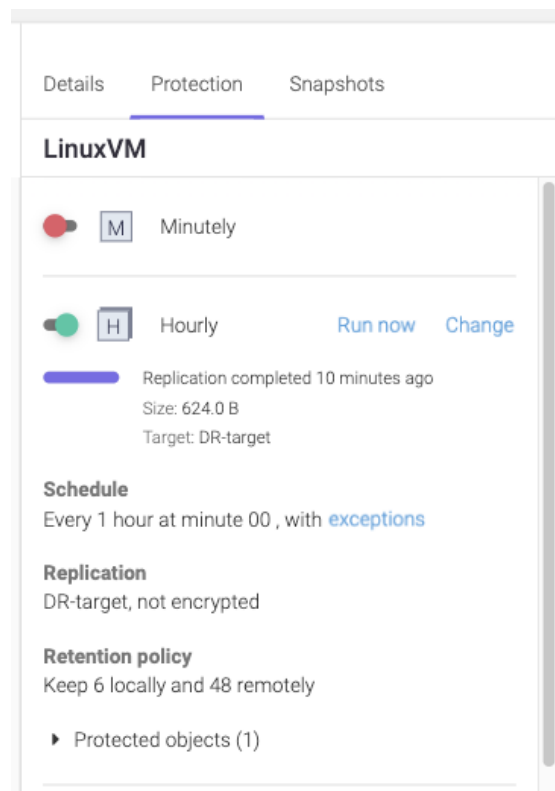 Details Protection Snapshots
LinuxVM
M Minutely
H Hourly Run now Change
Replication completed 10 minutes ago
Size: 624.0 B
Target: DR-target
Schedule
Every 1 hour at minute 00 , with exceptions
Replication
DR-target, not encrypted
Retention policy
Keep 6 locally and 48 remotely
Protected objects (1)